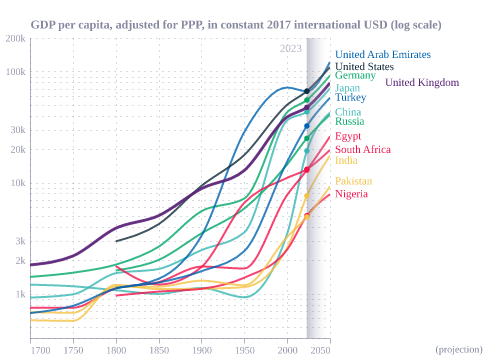 GDP per capita, adjusted for PPP, in constant 2017 international USD (log scale)
200k
2023
United Arab Emirates
United States
100k
Germany
United Kingdom
Japan
Turkey
China
Russia
30k
Egypt
20k
South Africa
India
10k
Pakistan
Nigeria
3k
2k
1k
1700 1750 1800 1850 1900 1950 2000 2050 (projection)